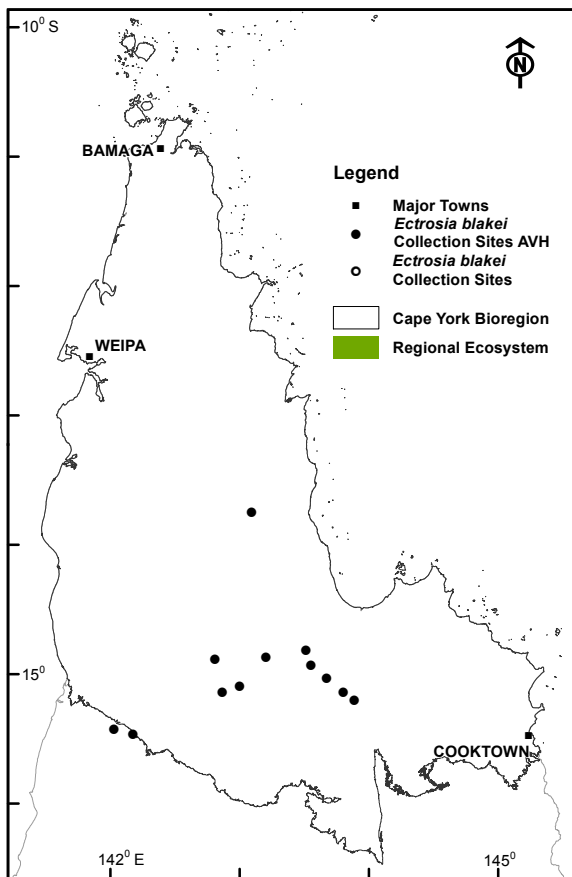 10⁰ S
N
BAMAGA
Legend
Major Towns
Ectrosia blakei
Collection Sites AVH
Ectrosia blakei
Collection Sites
Cape York Bioregion
Regional Ecosystem
WEIPA
15⁰
COOKTOWN
142⁰ E
145⁰